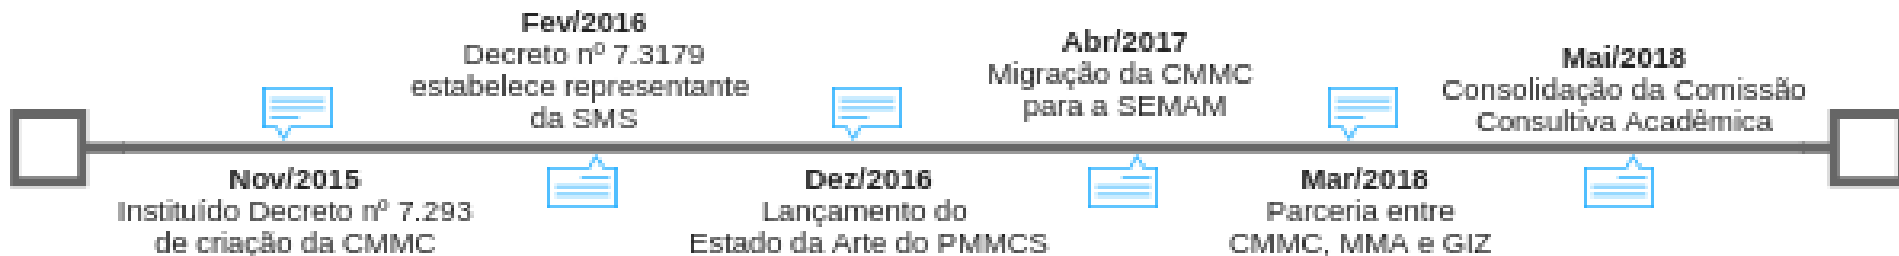 Nov/2015
Instituído Decreto nº 7.293
de criação da CMMC
Fev/2016
Decreto nº 7.3179
estabelece representante
da SMS
Dez/2016
Lançamento do
Estado da Arte do PMMCS
Abr/2017
Migração da CMMC
para a SEMAM
Mar/2018
Parceria entre
CMMC, MMA e GIZ
Mai/2018
Consolidação da Comissão
Consultiva Acadêmica